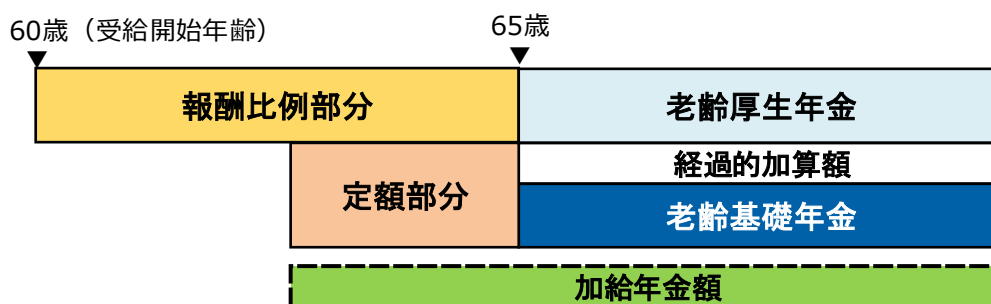 60歳（受給開始年齢）
65歳
報酬比例部分
老齢厚生年金
定額部分
経過的加算額
老齢基礎年金
加給年金額